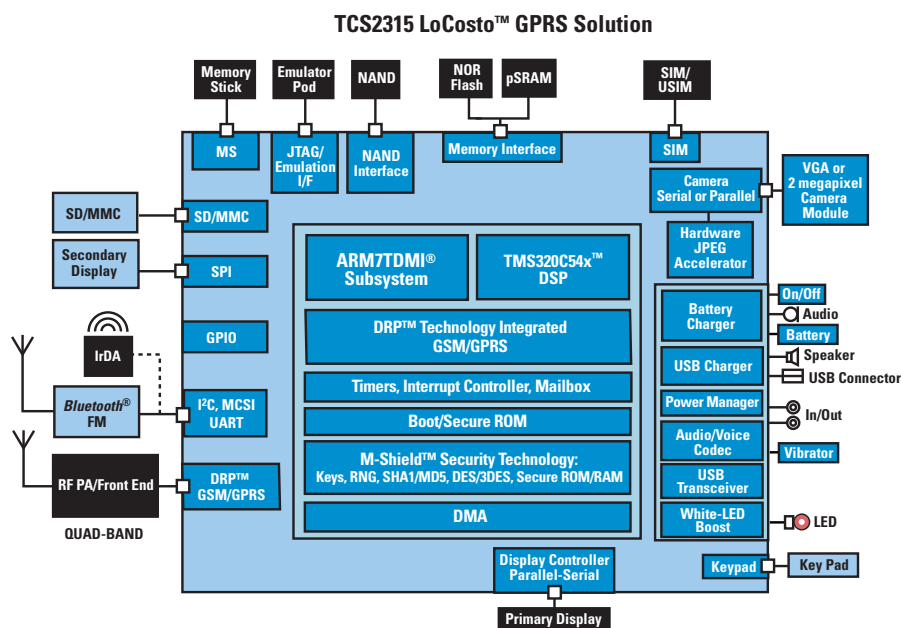 TCS2315 LoCosto™ GPRS Solution
Memory
Stick
Emulator
Pod
NAND
NOR
Flash
pSRAM
SIM/
USIM
MS
JTAG/
Emulation
I/F
NAND
Interface
Memory Interface
SIM
Camera
Serial or Parallel
VGA or
2 megapixel
Camera
Module
Hardware
JPEG
Accelerator
SD/MMC
SD/MMC
Secondary
Display
SPI
GPIO
IrDA
Bluetooth®
FM
I²C, MCSI
UART
RF PA/Front End
QUAD-BAND
DRP™
GSM/GPRS
ARM7TDMI®
Subsystem
TMS320C54x™
DSP
DRP™ Technology Integrated
GSM/GPRS
Timers, Interrupt Controller, Mailbox
Boot/Secure ROM
M-Shield™ Security Technology:
Keys, RNG, SHA1/MD5, DES/3DES, Secure ROM/RAM
DMA
Battery
Charger
USB Charger
Power Manager
Audio/Voice
Codec
USB
Transceiver
White-LED
Boost
On/Off
Audio
Battery
Speaker
USB Connector
In/Out
Vibrator
LED
Display Controller
Parallel-Serial
Primary Display
Keypad
Key Pad